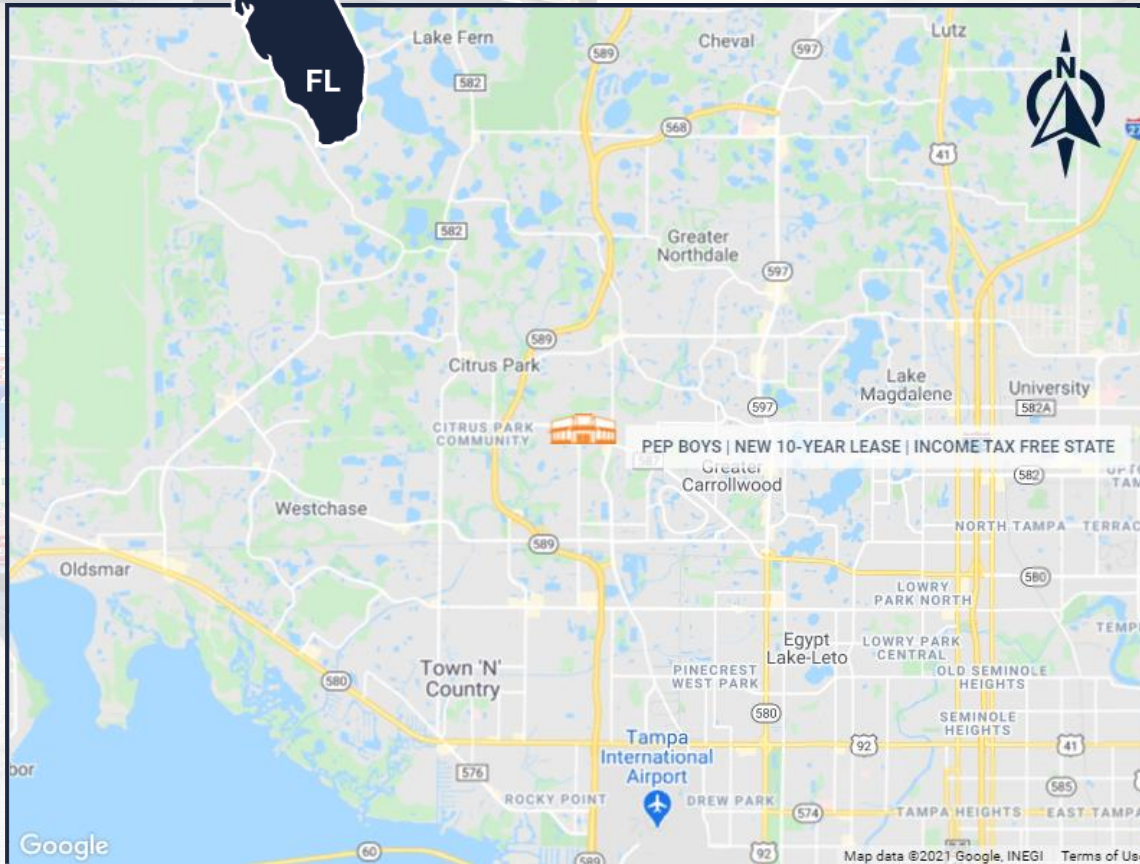 FL
Lake Fern
589
Cheval
597
Lutz
N
582
568
41
582
Greater
Northdale
597
589
Citrus Park
Lake
Magdalene
University
582A
597
CITRUS PARK
COMMUNITY
PEP BOYS | NEW 10-YEAR LEASE | INCOME TAX FREE STATE
Greater
Carrollwood
582
Westchase
NORTH TAMPA
TERRAC
589
Oldsmar
580
LOWRY
PARK NORTH
Town 'N'
Country
580
PINECREST
WEST PARK
Egypt
Lake-Leto
LOWRY PARK
CENTRAL
OLD SEMINOLE
HEIGHTS
580
SEMINOLE
HEIGHTS
Tampa
International
Airport
92
41
576
585
ROCKY POINT
DREW PARK
574
TAMPA HEIGHTS
EAST TAMPA
Google
60
589
92
Map data ©2021 Google, INEGI
Terms of Us